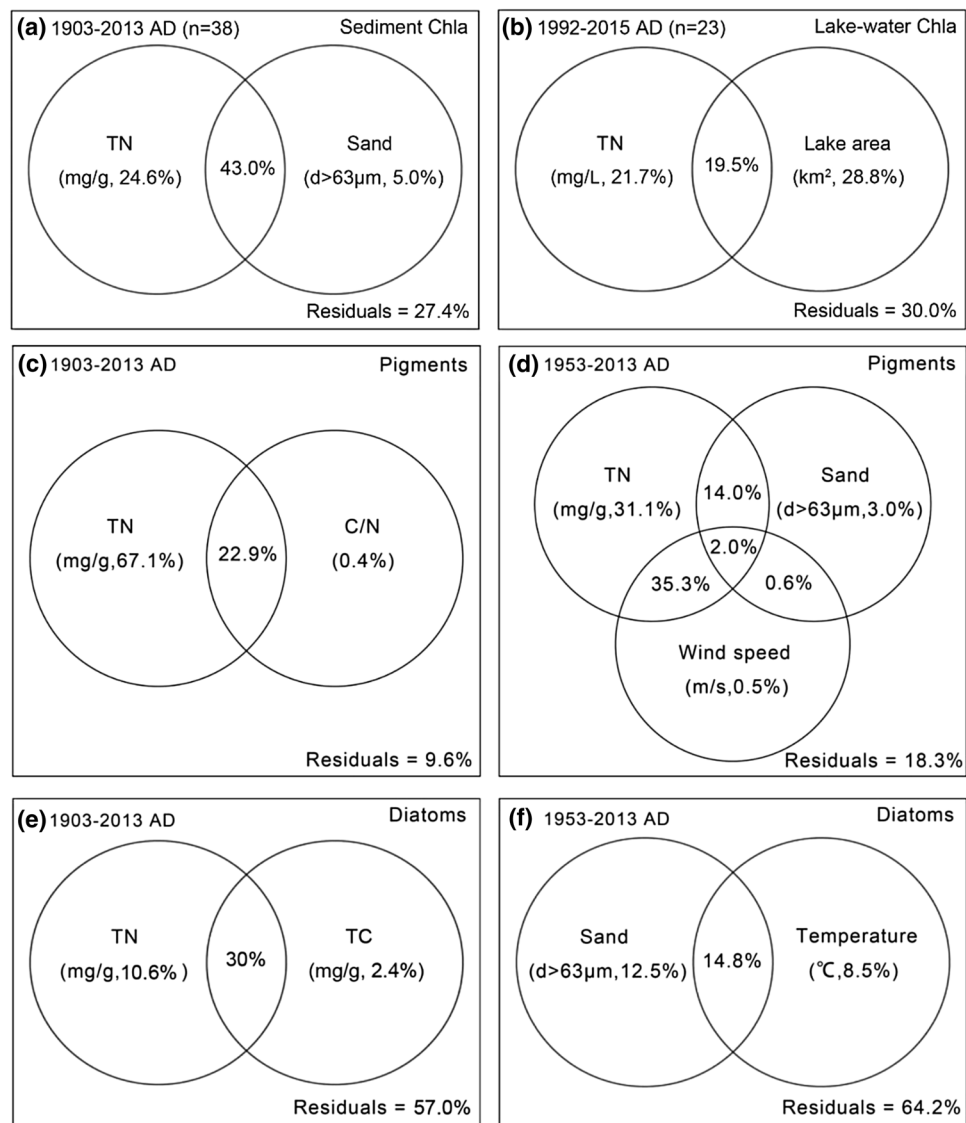 (a) 1903-2013 AD (n=38) Sediment Chla
TN Sand
(mg/g, 24.6%) 43.0% (d>63μm, 5.0%)
Residuals = 27.4%
(b) 1992-2015 AD (n=23) Lake-water Chla
TN Lake area
(mg/L, 21.7%) 19.5% (km², 28.8%)
Residuals = 30.0%
(c) 1903-2013 AD Pigments
TN C/N
(mg/g,67.1%) 22.9% (0.4%)
Residuals = 9.6%
(d) 1953-2013 AD Pigments
TN Sand
(mg/g,31.1%) 14.0% (d>63μm,3.0%)
2.0%
35.3% 0.6%
Wind speed
(m/s,0.5%)
Residuals = 18.3%
(e) 1903-2013 AD Diatoms
TN TC
(mg/g,10.6%) 30% (mg/g, 2.4%)
Residuals = 57.0%
(f) 1953-2013 AD Diatoms
Sand Temperature
(d>63μm,12.5%) 14.8% (℃,8.5%)
Residuals = 64.2%